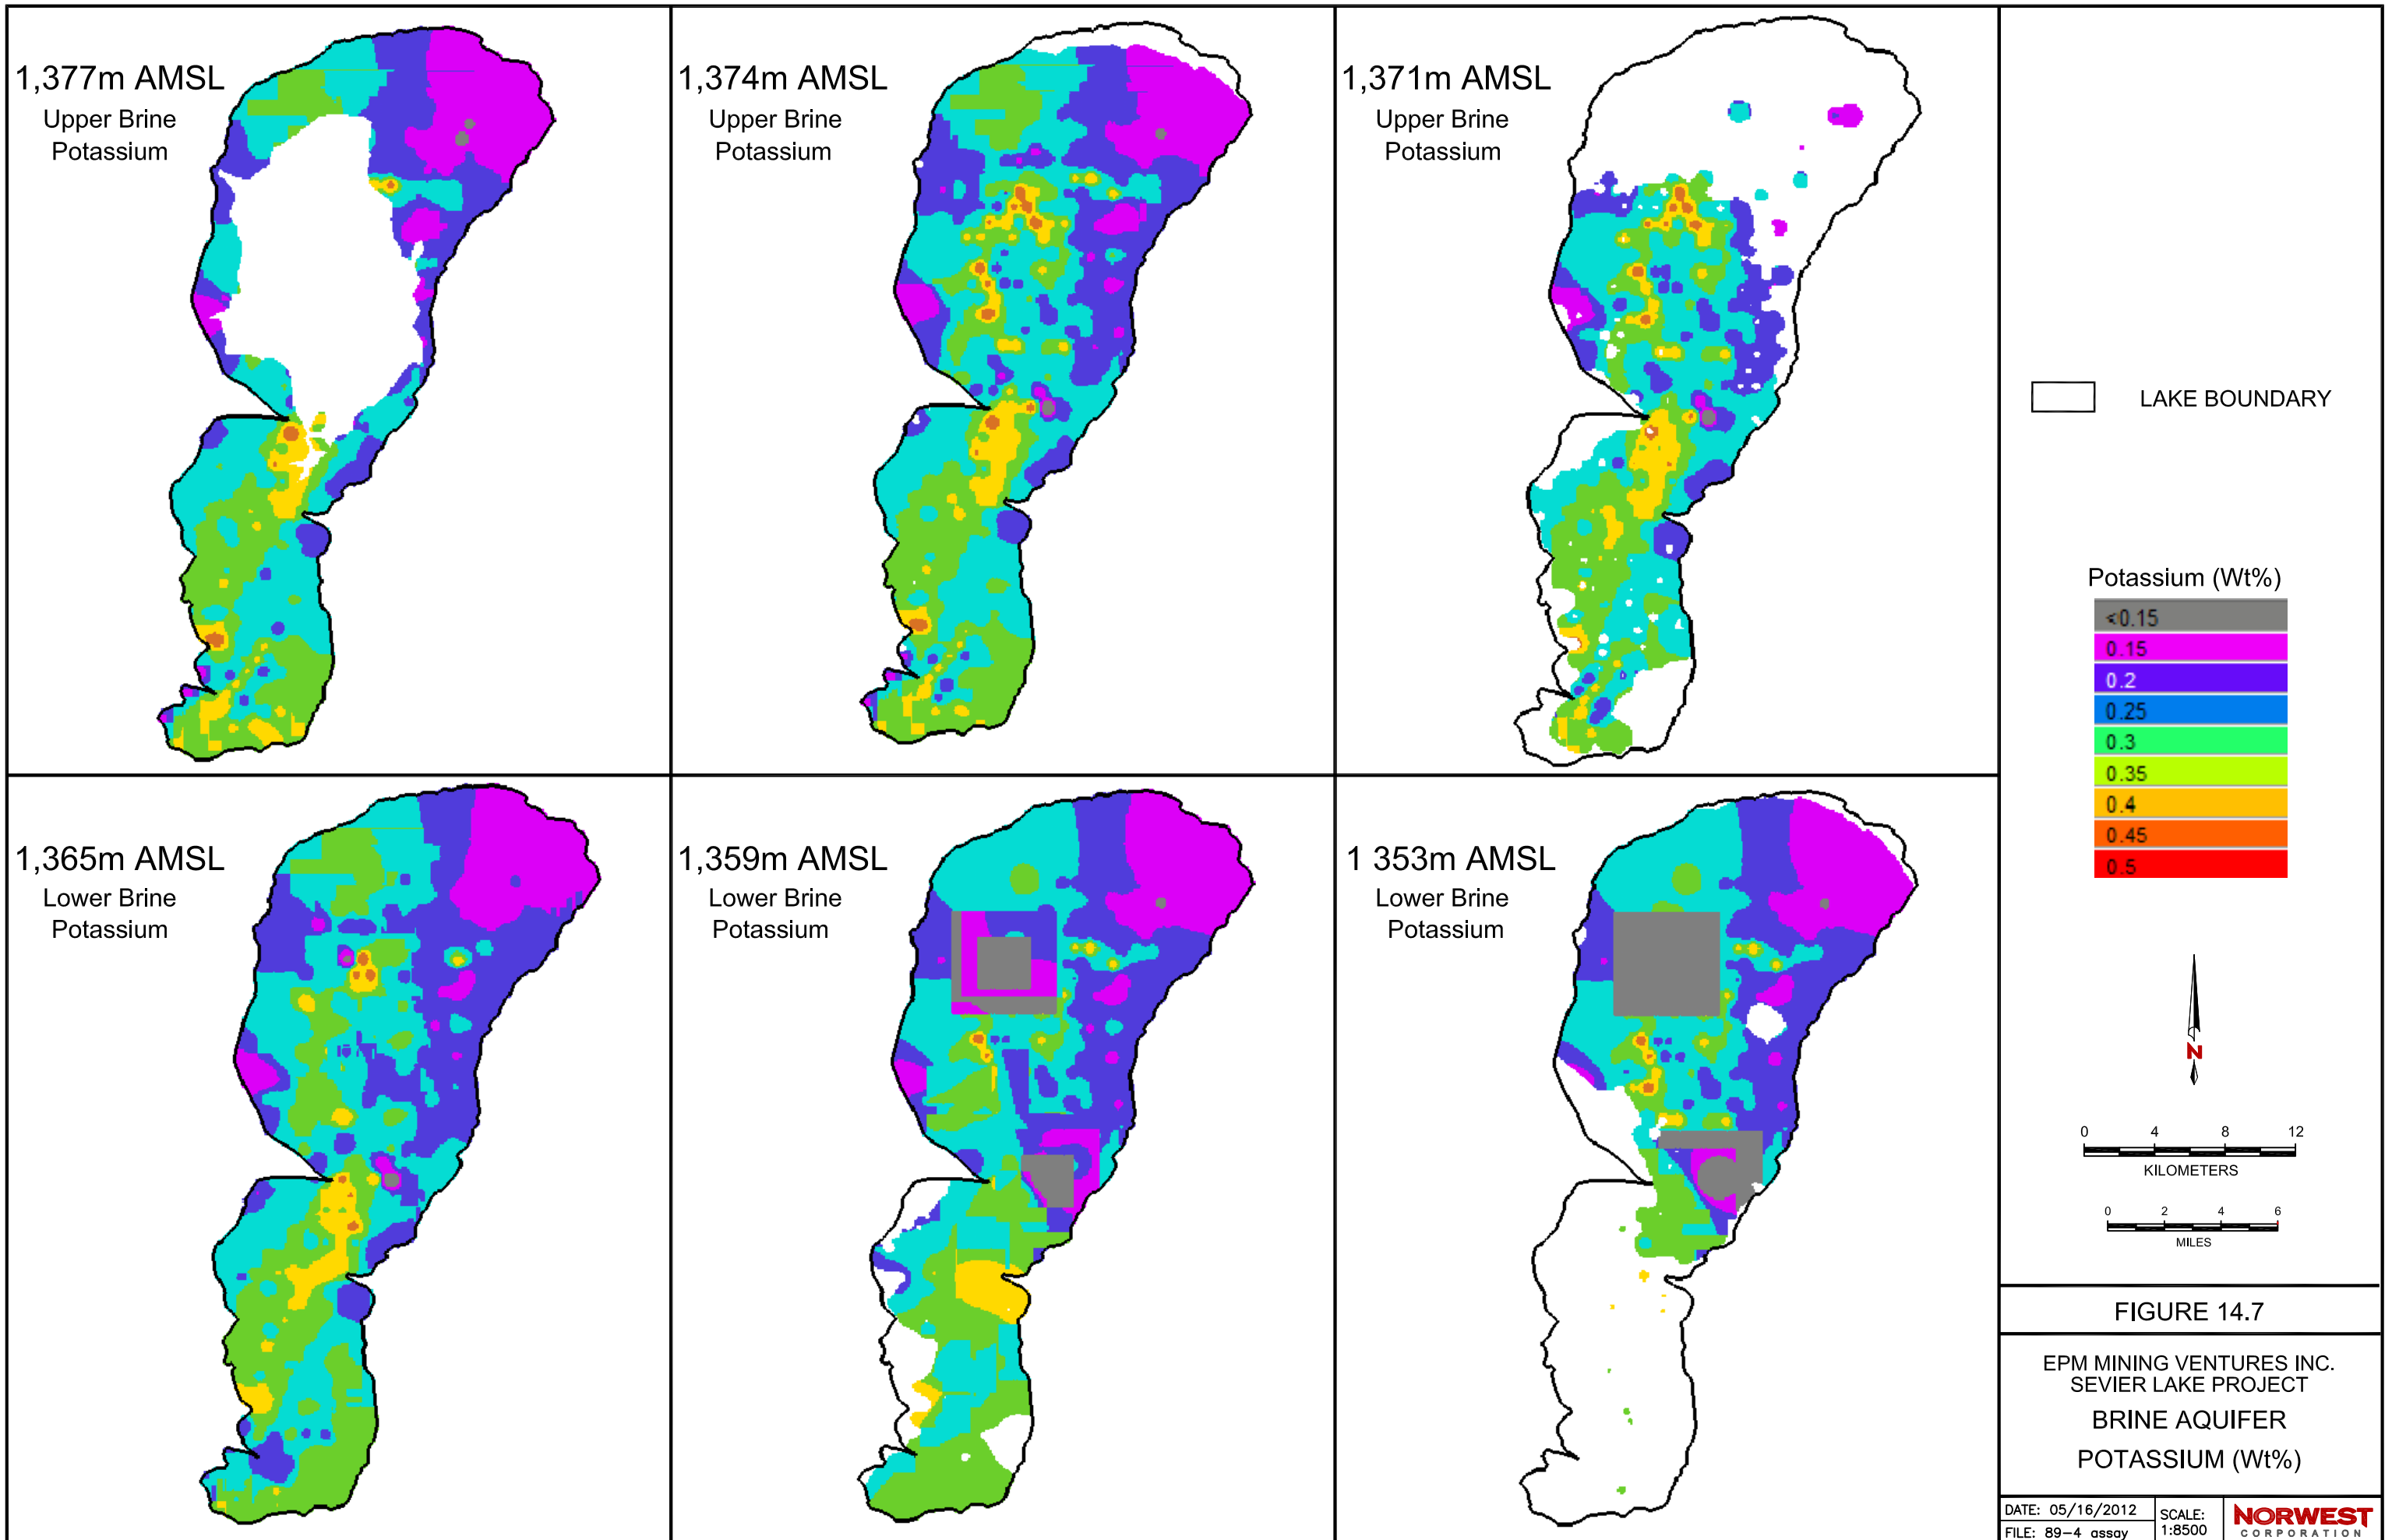 1,377m AMSL
Upper Brine
Potassium
1,374m AMSL
Upper Brine
Potassium
1,371m AMSL
Upper Brine
Potassium
1,365m AMSL
Lower Brine
Potassium
1,359m AMSL
Lower Brine
Potassium
1 353m AMSL
Lower Brine
Potassium
LAKE BOUNDARY
Potassium (Wt%)
<0.15
0.15
0.2
0.25
0.3
0.35
0.4
0.45
0.5
N
0 4 8 12
KILOMETERS
0 2 4 6
MILES
FIGURE 14.7
EPM MINING VENTURES INC.
SEVIER LAKE PROJECT
BRINE AQUIFER
POTASSIUM (Wt%)
DATE: 05/16/2012
FILE: 89-4 assay
SCALE:
1:8500
NORWEST
CORPORATION